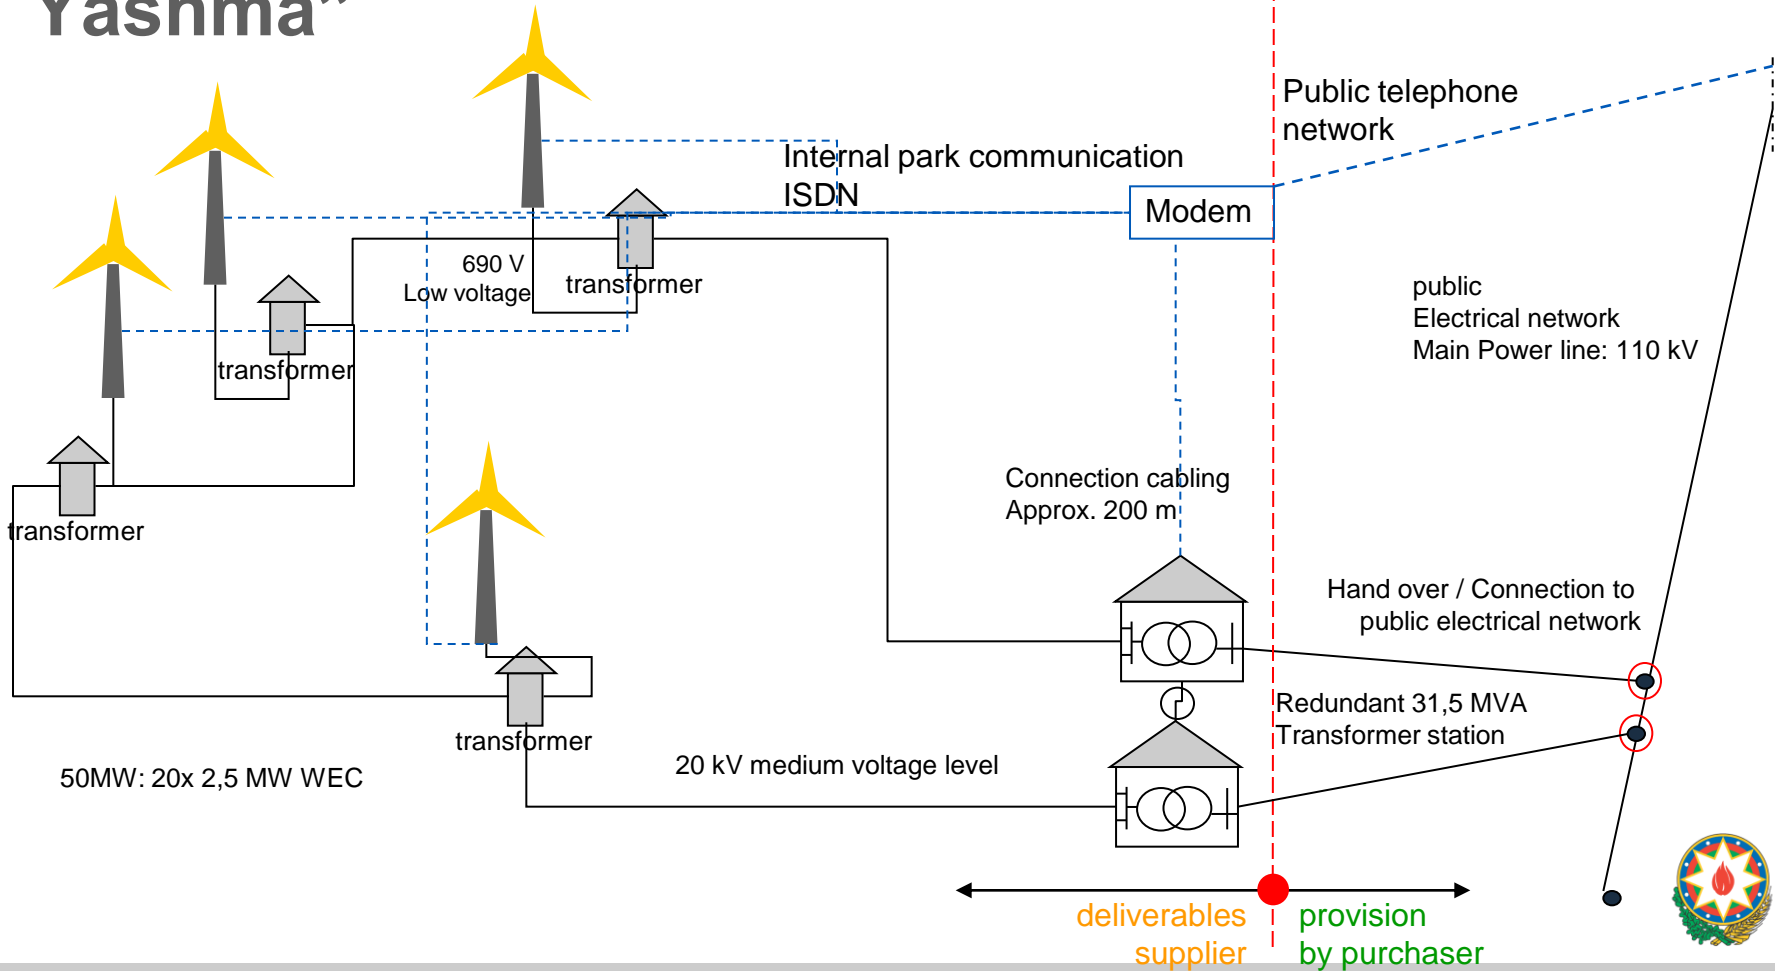 Yashma”
Public telephone
network
Internal park communication
ISDN
Modem
690 V
Low voltage
transformer
public
Electrical network
Main Power line: 110 kV
transformer
Connection cabling
Approx. 200 m
transformer
Hand over / Connection to
public electrical network
Redundant 31,5 MVA
Transformer station
transformer
20 kV medium voltage level
50MW: 20x 2,5 MW WEC
deliverables
supplier
provision
by purchaser